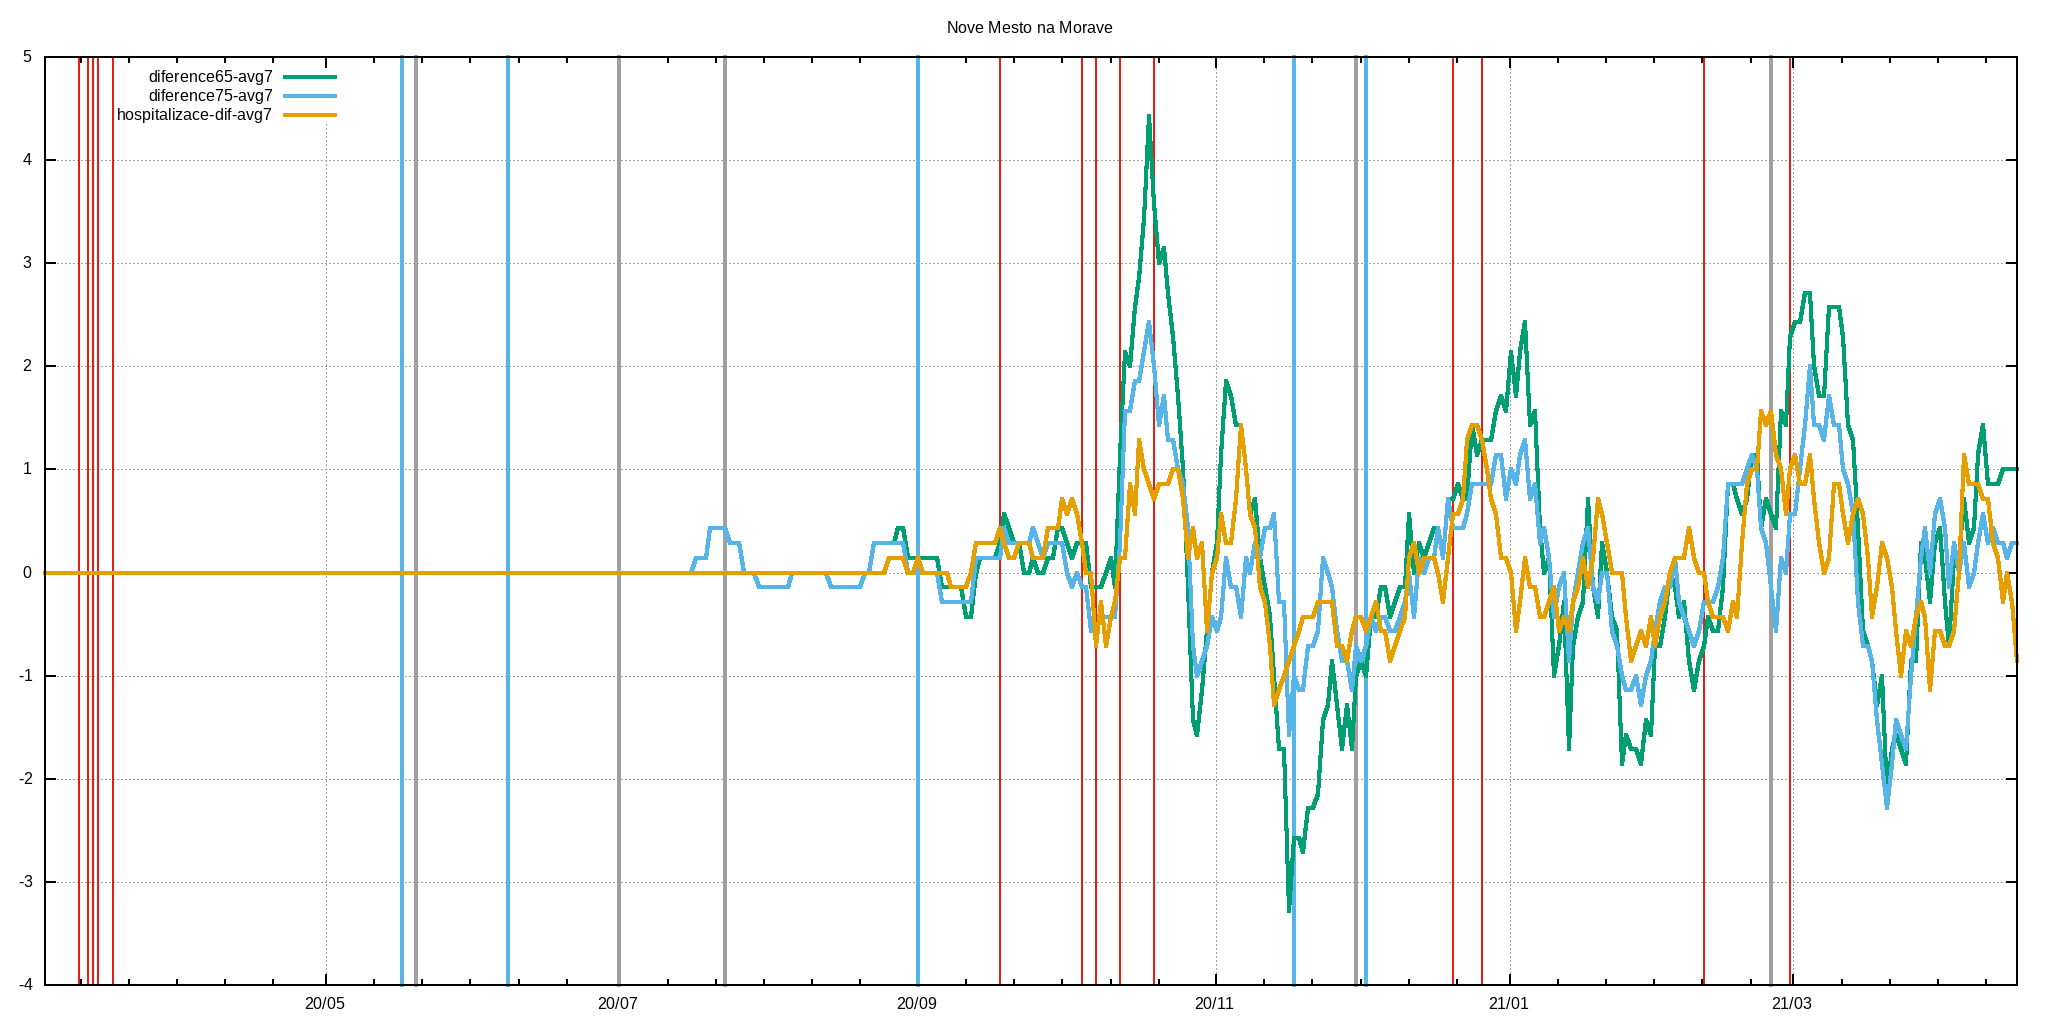 Nove Mesto na Morave
5
diference65-avg7
diference75-avg7
hospitalizace-dif-avg7
4
3
2
1
0
-1
-2
-3
-4
20/05 20/07 20/09 20/11 21/01 21/03